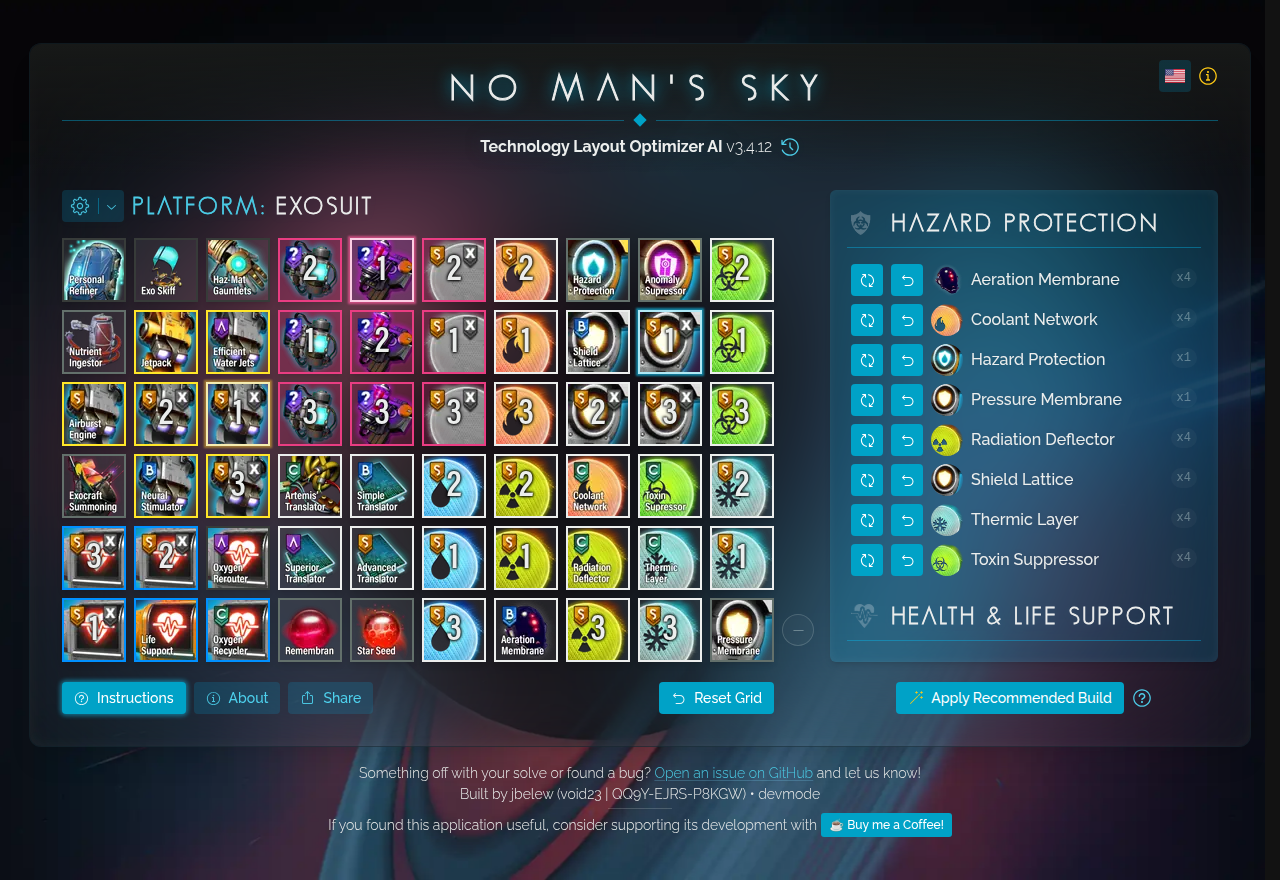 NO MAN'S SKY
Technology Layout Optimizer AI v3.4.12
PLATFORM: EXOSUIT
Personal Refiner
Exo Skiff
Haz-Mat Gauntlets
? 2
? 1
S X 2
S 2
Hazard Protection
Anomaly Supressor
S 2
Nutrient Ingestor
Jetpack
A Efficient Water Jets
? 1
? 2
S X 1
S 1
B Shield Lattice
S X 1
S 1
S Airburst Engine
S X 2
S X 1
? 3
? 3
S X 3
S 3
S X 2
S X 3
S 3
Exocraft Summoning
B Neural Stimulator
S X 3
C Artemis' Translator
B Simple Translator
S 2
S 2
C Coolant Network
C Toxin Supressor
S 2
S X 3
S X 2
A Oxygen Rerouter
A Superior Translator
S Advanced Translator
S 1
S 1
C Radiation Deflector
C Thermic Layer
S 1
S X 1
Life Support
C Oxygen Recycler
Remembran
Star Seed
S 3
B Aeration Membrane
S 3
S 3
Pressure Membrane
Instructions
About
Share
Reset Grid
HAZARD PROTECTION
Aeration Membrane x4
Coolant Network x4
Hazard Protection x1
Pressure Membrane x1
Radiation Deflector x4
Shield Lattice x4
Thermic Layer x4
Toxin Suppressor x4
HEALTH & LIFE SUPPORT
Apply Recommended Build
Something off with your solve or found a bug? Open an issue on GitHub and let us know!
Built by jbelew (void23 | QQ9Y-EJRS-P8KGW) • devmode
If you found this application useful, consider supporting its development with ☕ Buy me a Coffee!